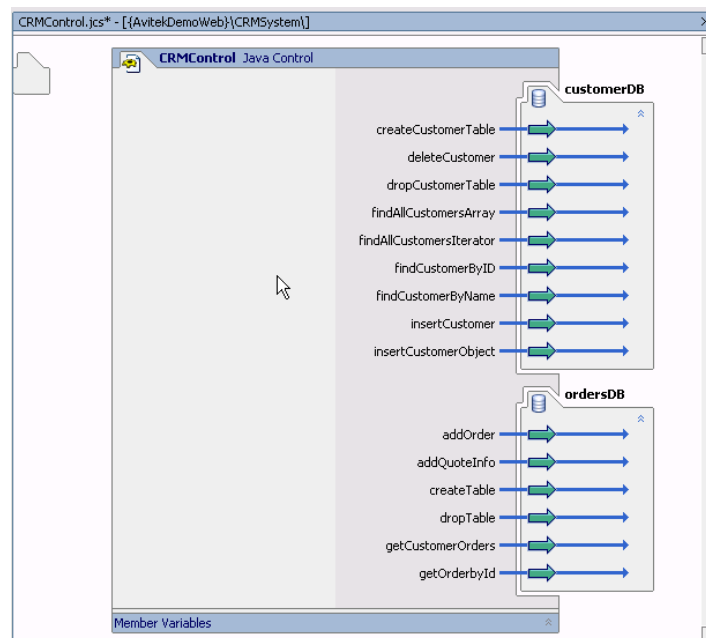 CRMControl.jcs* - [{AvitekDemoWeb}\CRMSystem\]
CRMControl Java Control
customerDB
createCustomerTable
deleteCustomer
dropCustomerTable
findAllCustomersArray
findAllCustomersIterator
findCustomerByID
findCustomerByName
insertCustomer
insertCustomerObject
ordersDB
addOrder
addQuoteInfo
createTable
dropTable
getCustomerOrders
getOrderbyId
Member Variables